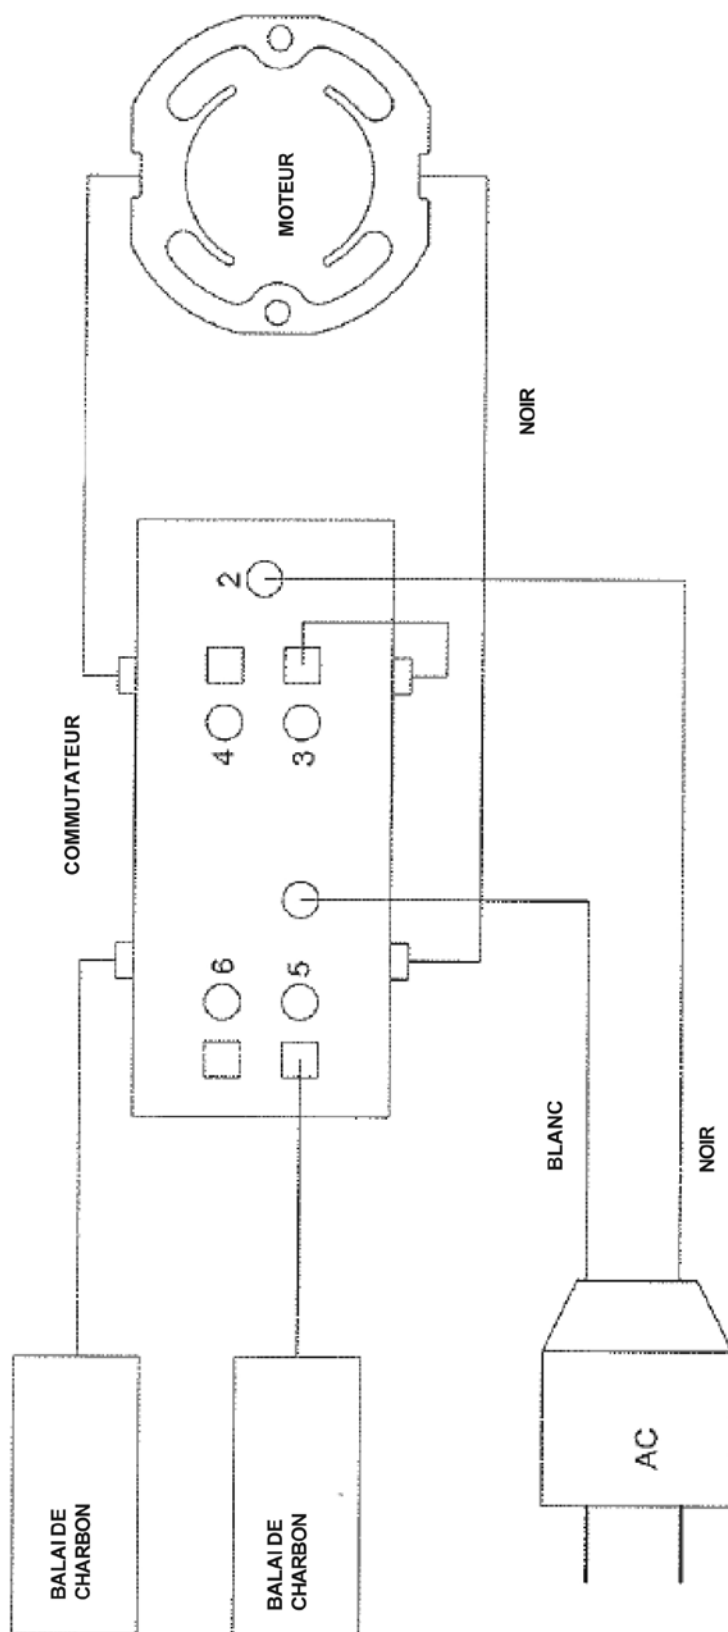 MOTEUR
NOIR
COMMUTATEUR
2
4
3
6
5
BLANC
NOIR
BALAI DE
CHARBON
BALAI DE
CHARBON
AC